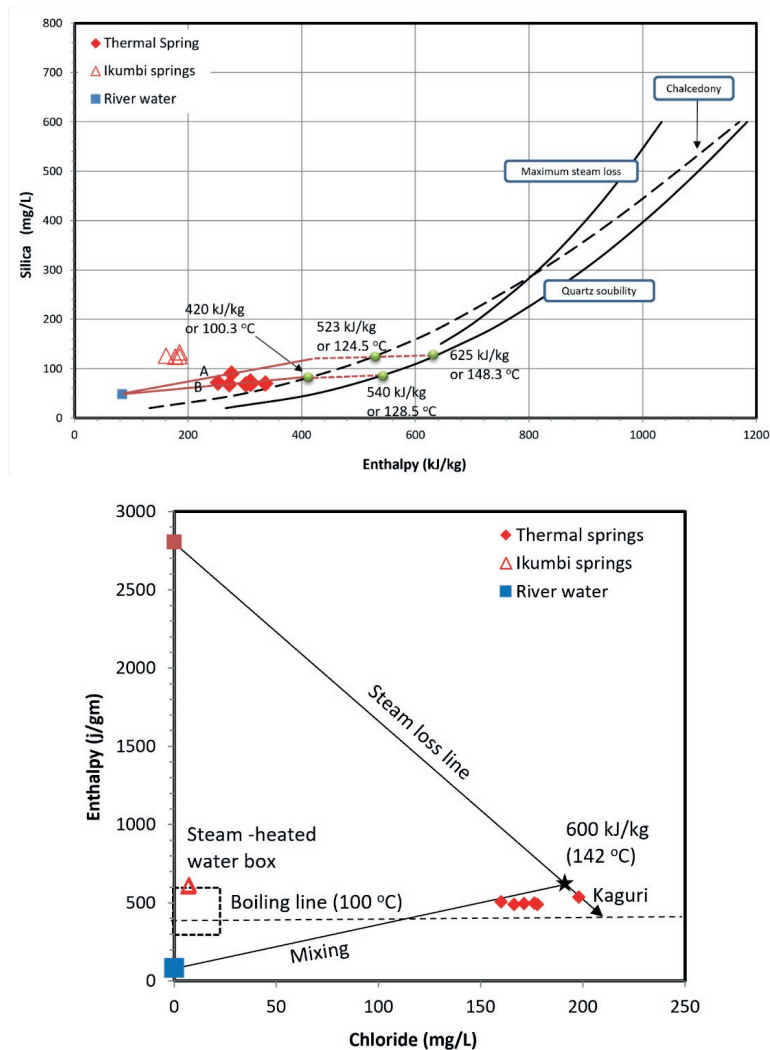 800
700
600
500
400
300
200
100
0
Silica (mg/L)
Thermal Spring
Ikumbi springs
River water
Chalcedony
Maximum steam loss
Quartz soubility
420 kJ/kg
or 100.3 °C
523 kJ/kg
or 124.5 °C
625 kJ/kg
or 148.3 °C
540 kJ/kg
or 128.5 °C
A
B
0 200 400 600 800 1000 1200
Enthalpy (kJ/kg)
3000
2500
2000
1500
1000
500
0
Enthalpy (j/gm)
Thermal springs
Ikumbi springs
River water
Steam loss line
600 kJ/kg
(142 °C)
Steam -heated
water box
Boiling line (100 °C)
Kaguri
Mixing
0 50 100 150 200 250
Chloride (mg/L)